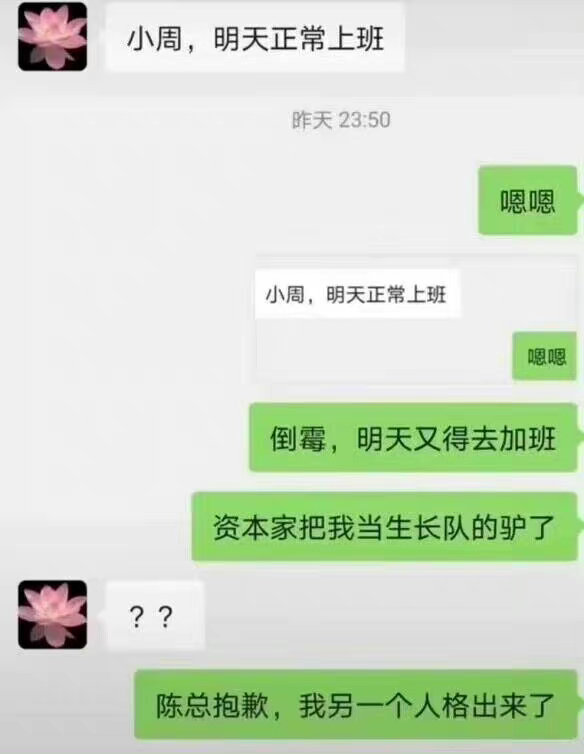 小周，明天正常上班
昨天 23:50
嗯嗯
小周，明天正常上班
嗯嗯
倒霉，明天又得去加班
资本家把我当生长队的驴了
？？
陈总抱歉，我另一个人格出来了